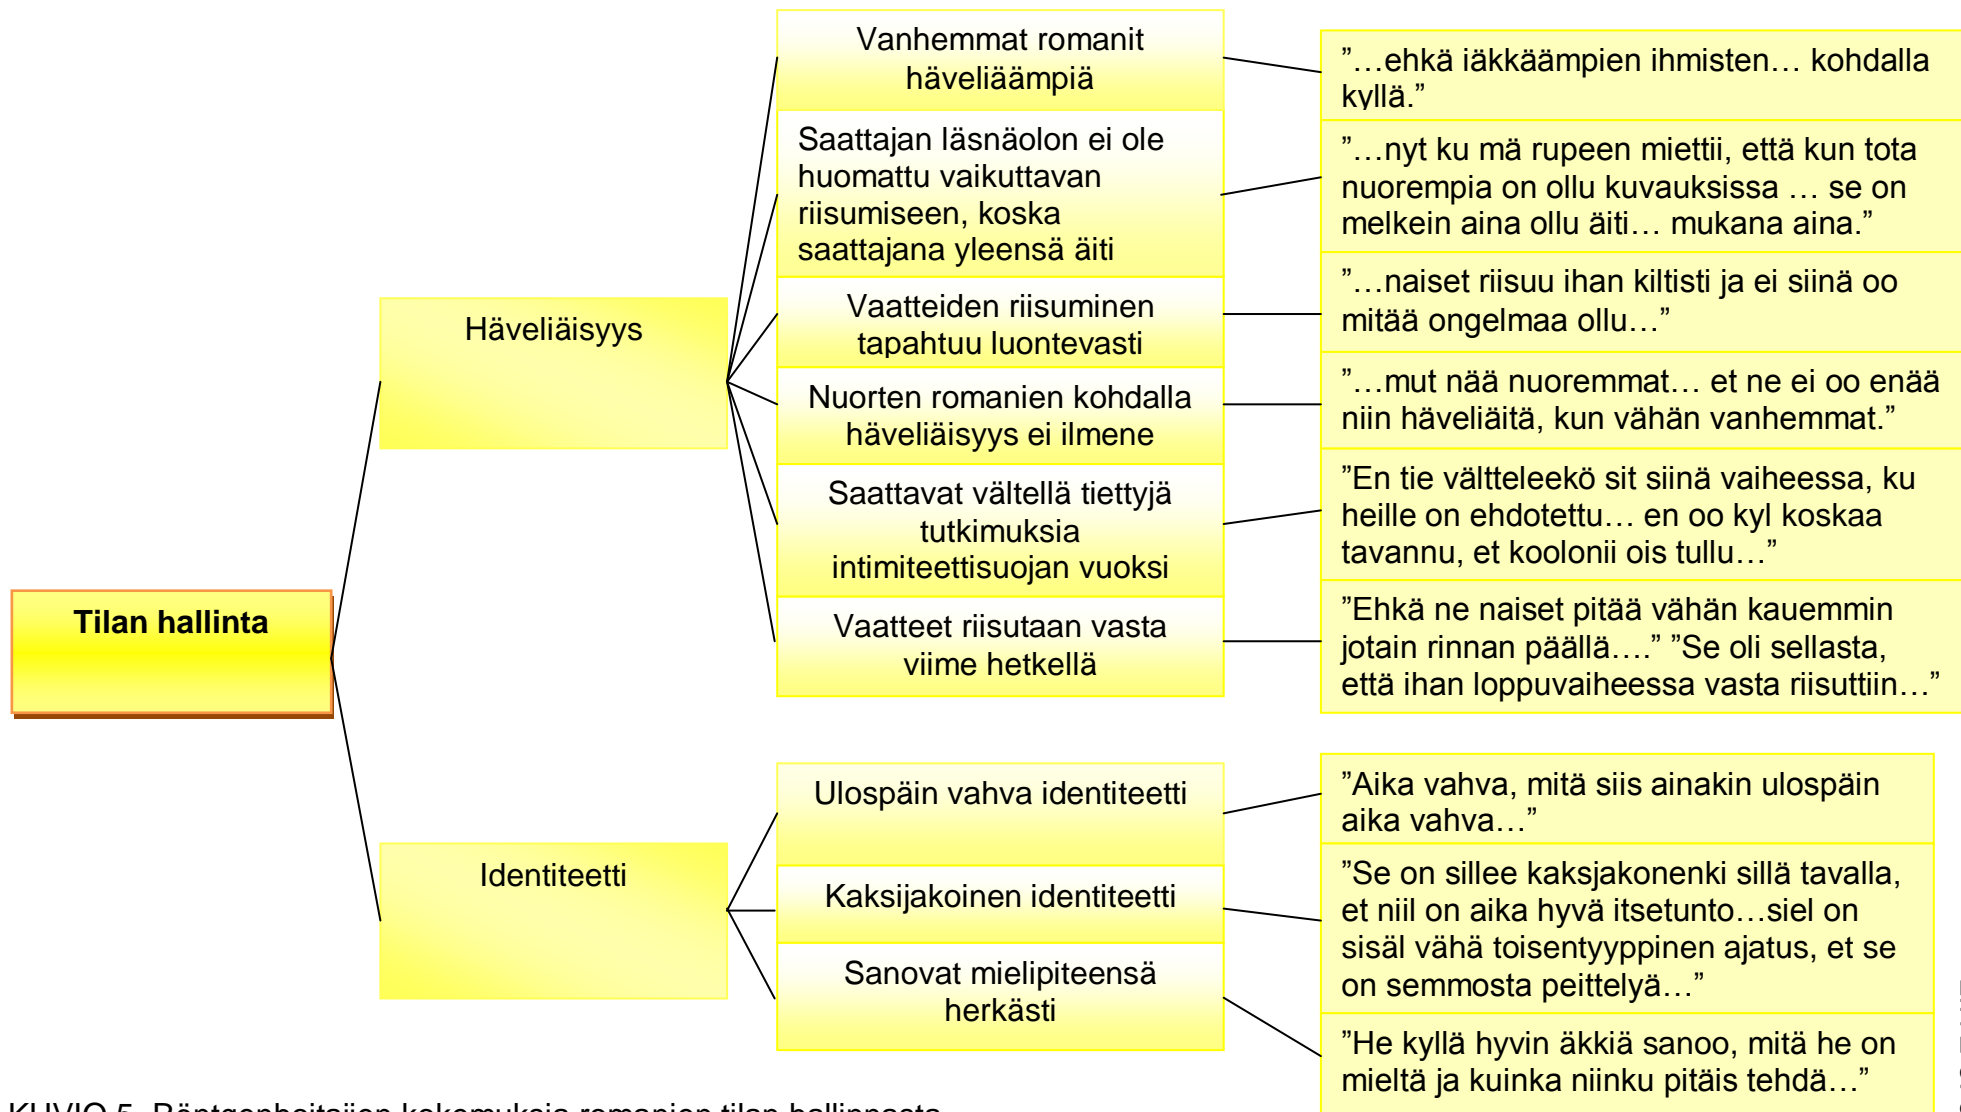 Tilan hallinta
Häveliäisyys
Vanhemmat romanit
häveliäämpiä
"…ehkä iäkkäämpien ihmisten… kohdalla
kyllä."
Saattajan läsnäolon ei ole
huomattu vaikuttavan
riisumiseen, koska
saattajana yleensä äiti
"…nyt ku mä rupeen miettii, että kun tota
nuorempia on ollu kuvauksissa … se on
melkein aina ollu äiti… mukana aina."
Vaatteiden riisuminen
tapahtuu luontevasti
"…naiset riisuu ihan kiltisti ja ei siinä oo
mitää ongelmaa ollu…"
Nuorten romanien kohdalla
häveliäisyys ei ilmene
"…mut nää nuoremmat… et ne ei oo enää
niin häveliäitä, kun vähän vanhemmat."
Saattavat vältellä tiettyjä
tutkimuksia
intimiteettisuojan vuoksi
"En tie vältteleekö sit siinä vaiheessa, ku
heille on ehdotettu… en oo kyl koskaa
tavannu, et koolonii ois tullu…"
Vaatteet riisutaan vasta
viime hetkellä
"Ehkä ne naiset pitää vähän kauemmin
jotain rinnan päällä…." "Se oli sellasta,
että ihan loppuvaiheessa vasta riisuttiin…"
Identiteetti
Ulospäin vahva identiteetti
"Aika vahva, mitä siis ainakin ulospäin
aika vahva…"
Kaksijakoinen identiteetti
"Se on sillee kaksjakonenki sillä tavalla,
et niil on aika hyvä itsetunto…siel on
sisäl vähä toisentyyppinen ajatus, et se
on semmosta peittelyä…"
Sanovat mielipiteensä
herkästi
"He kyllä hyvin äkkiä sanoo, mitä he on
mieltä ja kuinka niinku pitäis tehdä…"
KUVIO 5. Röntgenhoitajien kokemuksia romanien tilan hallinnasta